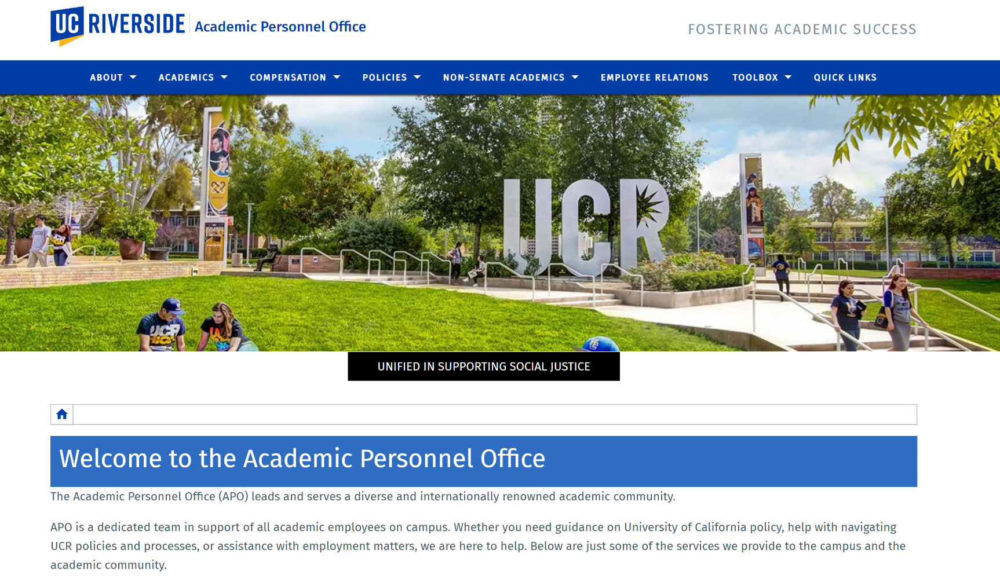 UC RIVERSIDE
Academic Personnel Office
FOSTERING ACADEMIC SUCCESS
ABOUT ACADEMICS COMPENSATION POLICIES NON-SENATE ACADEMICS EMPLOYEE RELATIONS TOOLBOX QUICK LINKS
UCR
UCR
UNIFIED IN SUPPORTING SOCIAL JUSTICE
Welcome to the Academic Personnel Office
The Academic Personnel Office (APO) leads and serves a diverse and internationally renowned academic community.
APO is a dedicated team in support of all academic employees on campus. Whether you need guidance on University of California policy, help with navigating
UCR policies and processes, or assistance with employment matters, we are here to help. Below are just some of the services we provide to the campus and the
academic community.